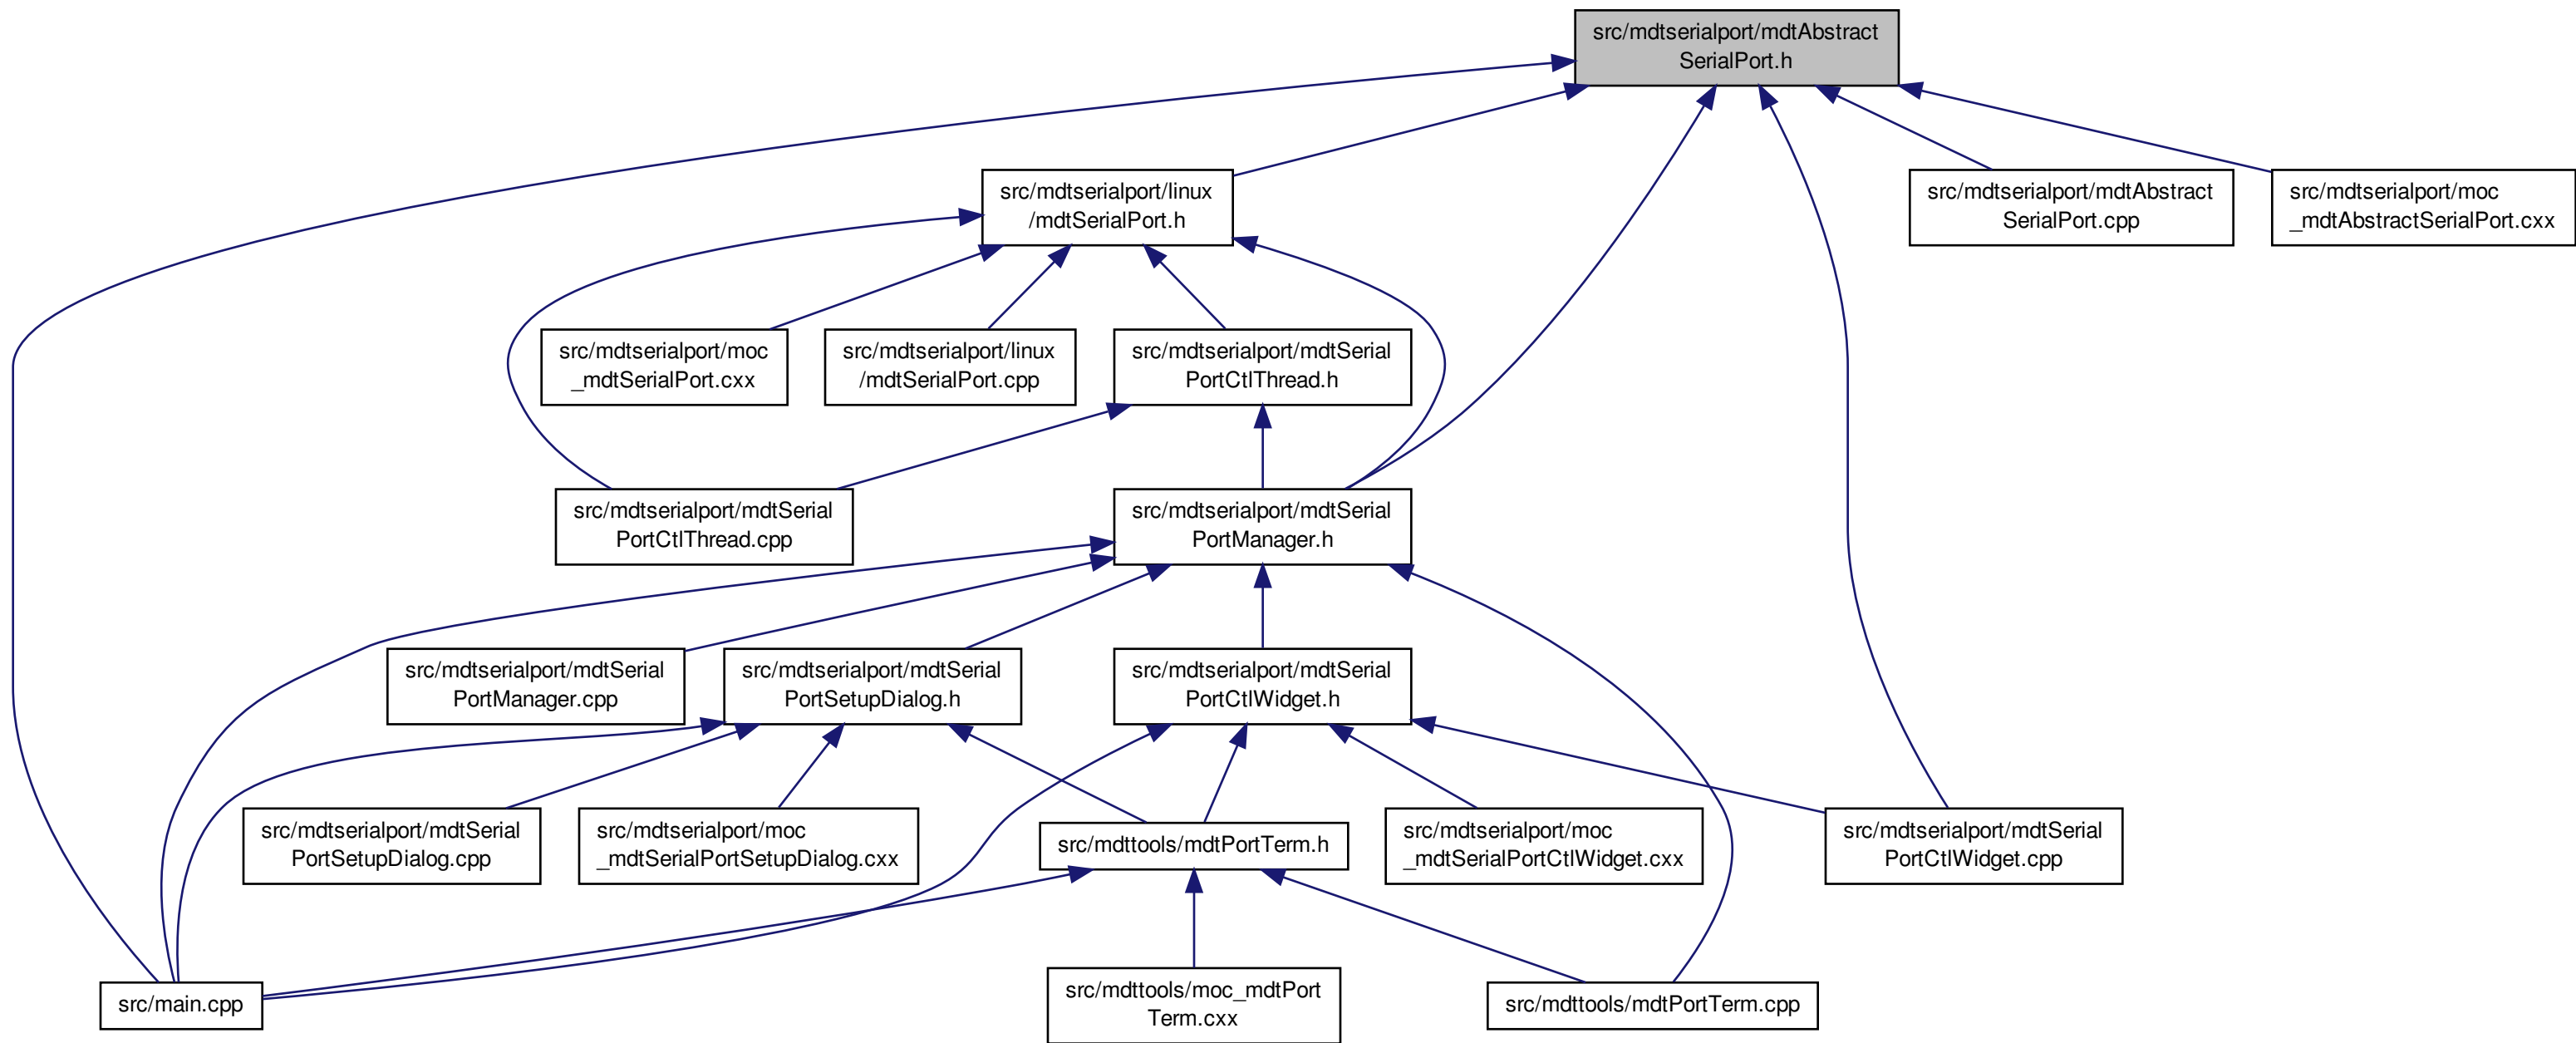 src/mdtserialport/mdtAbstract
SerialPort.h
src/mdtserialport/linux
/mdtSerialPort.h
src/mdtserialport/mdtAbstract
SerialPort.cpp
src/mdtserialport/moc
_mdtAbstractSerialPort.cxx
src/mdtserialport/moc
_mdtSerialPort.cxx
src/mdtserialport/linux
/mdtSerialPort.cpp
src/mdtserialport/mdtSerial
PortCtlThread.h
src/mdtserialport/mdtSerial
PortCtlThread.cpp
src/mdtserialport/mdtSerial
PortManager.h
src/mdtserialport/mdtSerial
PortManager.cpp
src/mdtserialport/mdtSerial
PortSetupDialog.h
src/mdtserialport/mdtSerial
PortCtlWidget.h
src/mdtserialport/mdtSerial
PortSetupDialog.cpp
src/mdtserialport/moc
_mdtSerialPortSetupDialog.cxx
src/mdttools/mdtPortTerm.h
src/mdtserialport/moc
_mdtSerialPortCtlWidget.cxx
src/mdtserialport/mdtSerial
PortCtlWidget.cpp
src/main.cpp
src/mdttools/moc_mdtPort
Term.cxx
src/mdttools/mdtPortTerm.cpp